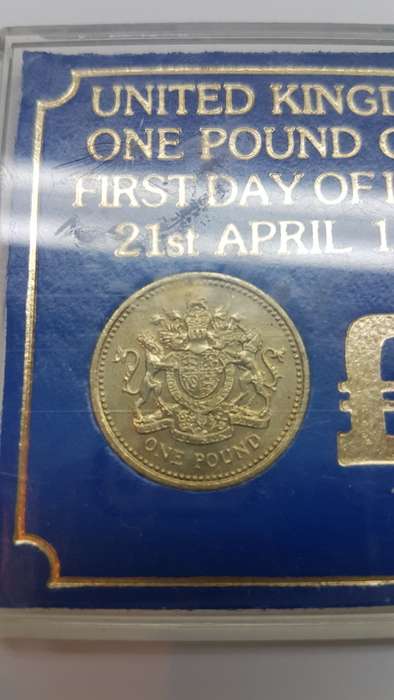 UNITED KINGD
ONE POUND C
FIRST DAY OF I
21st APRIL 1
£
ONE POUND